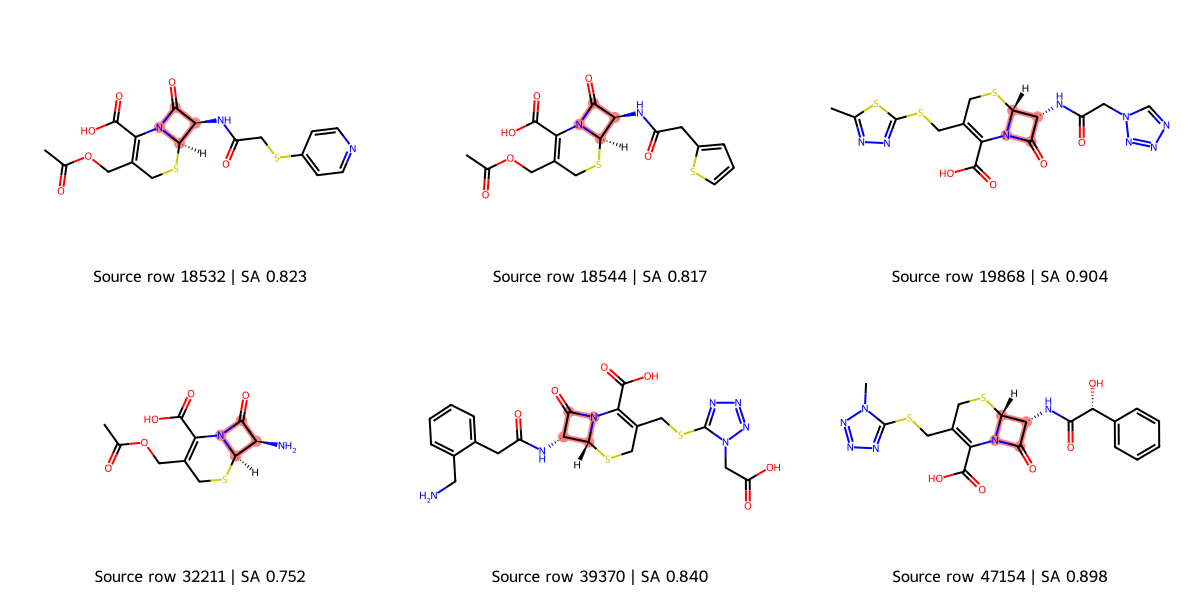 Source row 18532 | SA 0.823
Source row 18544 | SA 0.817
Source row 19868 | SA 0.904
Source row 32211 | SA 0.752
Source row 39370 | SA 0.840
Source row 47154 | SA 0.898